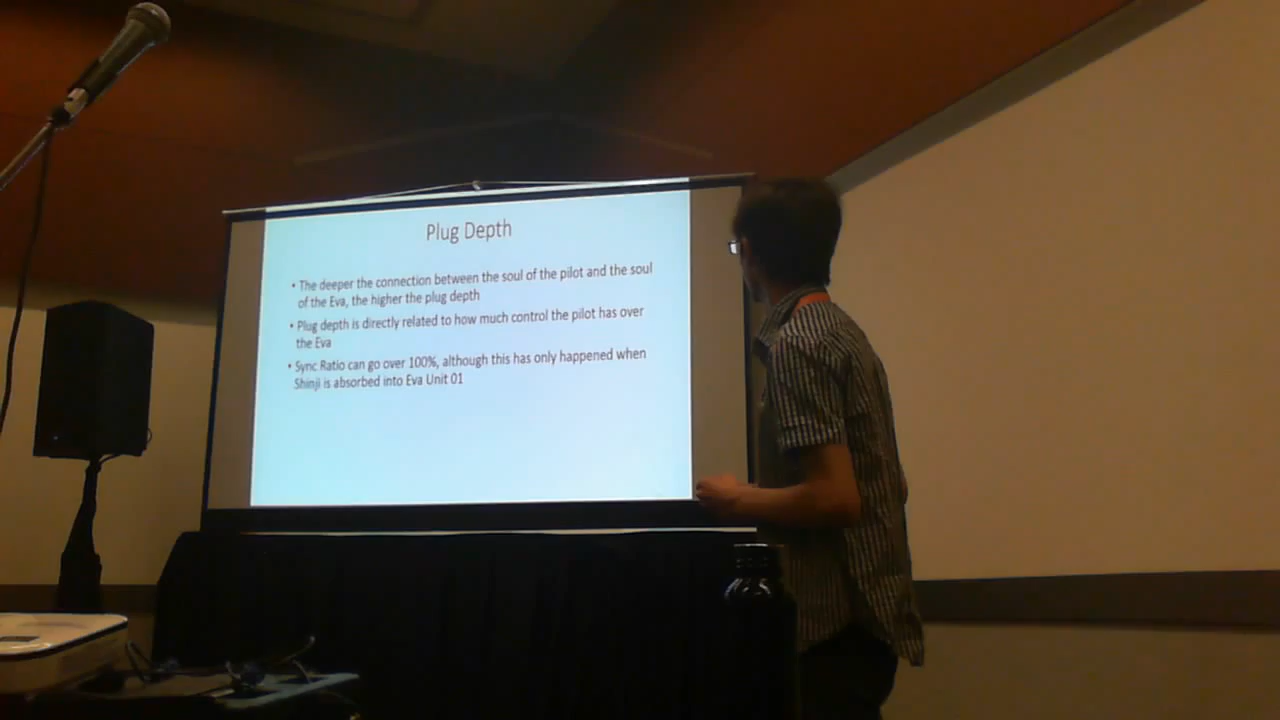 Plug Depth
• The deeper the connection between the soul of the pilot and the soul
of the Eva, the higher the plug depth
• Plug depth is directly related to how much control the pilot has over
the Eva
• Sync Ratio can go over 100%, although this has only happened when
Shinji is absorbed into Eva Unit 01